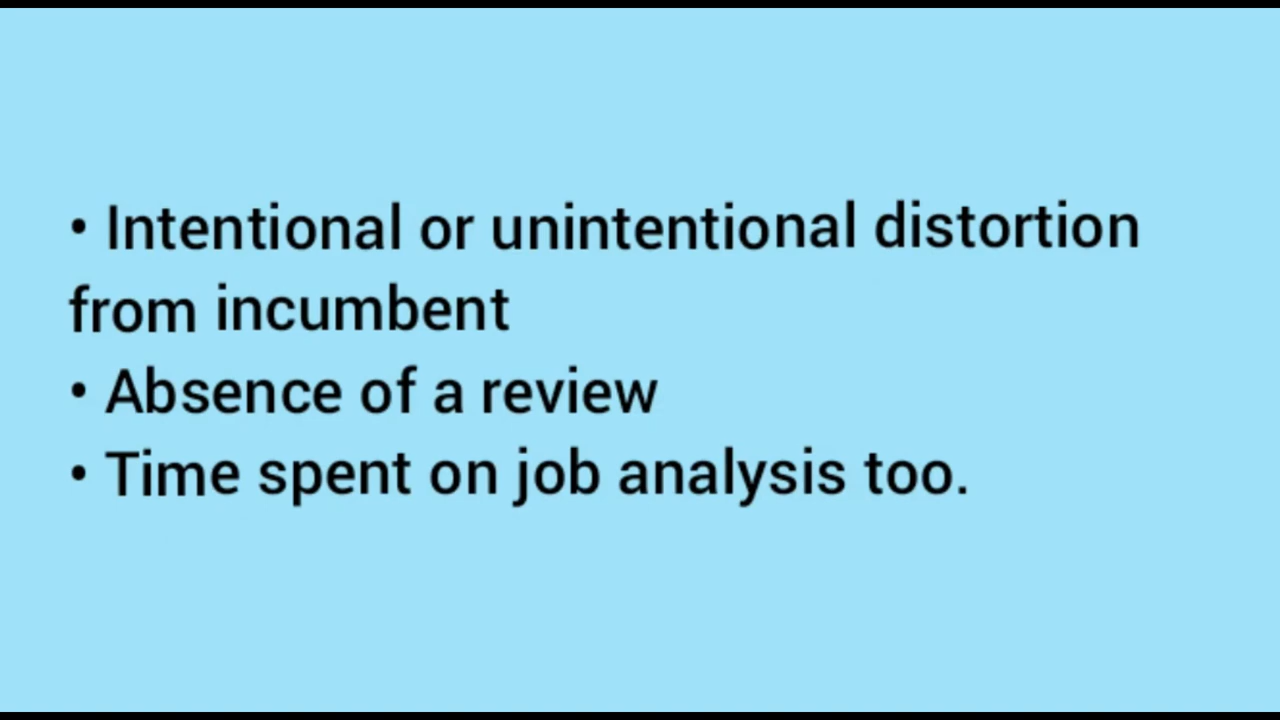 • Intentional or unintentional distortion
from incumbent
• Absence of a review
• Time spent on job analysis too.